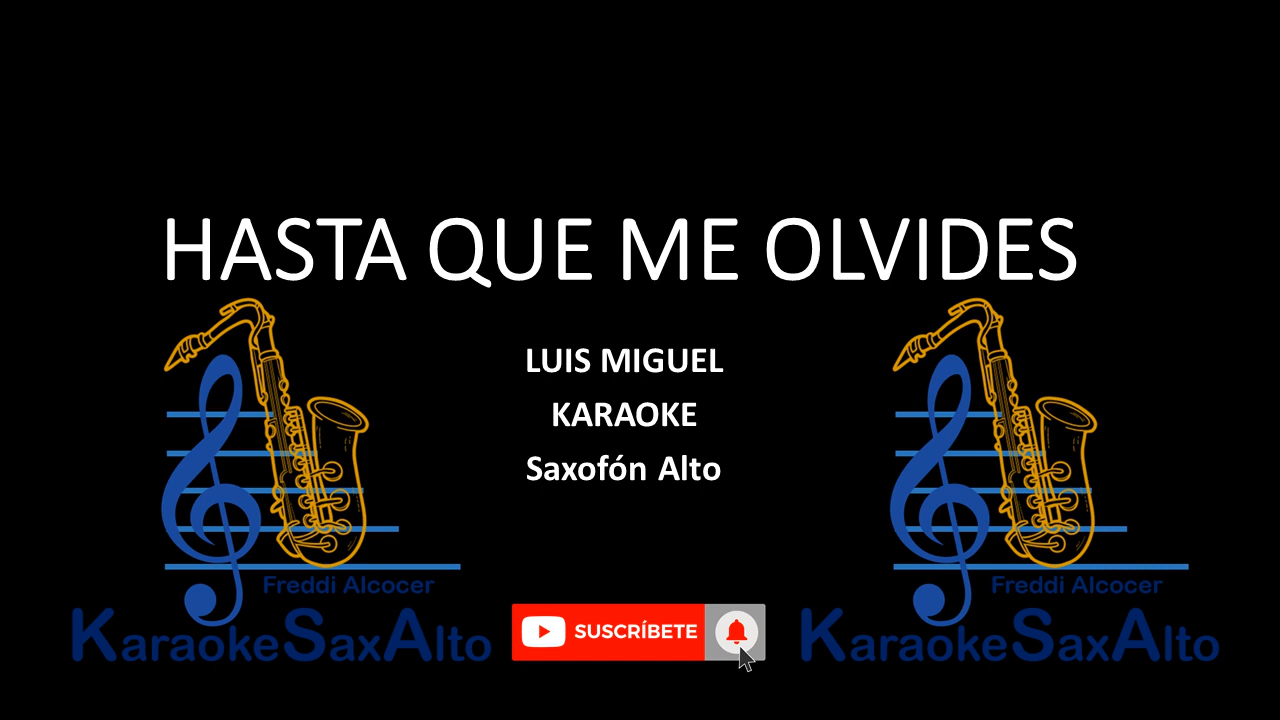 HASTA QUE ME OLVIDES
LUIS MIGUEL
KARAOKE
Saxofón Alto
Freddi Alcocer
KaraokeSaxAlto
SUSCRÍBETE
Freddi Alcocer
KaraokeSaxAlto